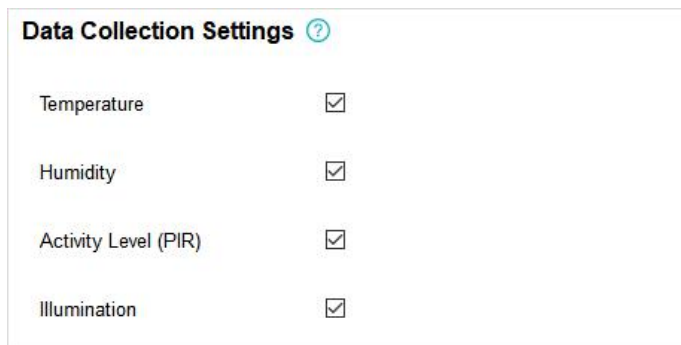 Data Collection Settings ?
Temperature
Humidity
Activity Level (PIR)
Illumination